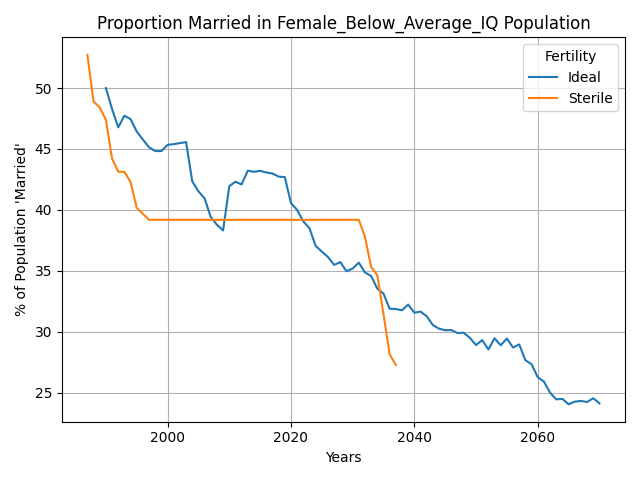 Proportion Married in Female_Below_Average_IQ Population
Fertility
Ideal
Sterile
% of Population 'Married'
50
45
40
35
30
25
2000
2020
2040
2060
Years